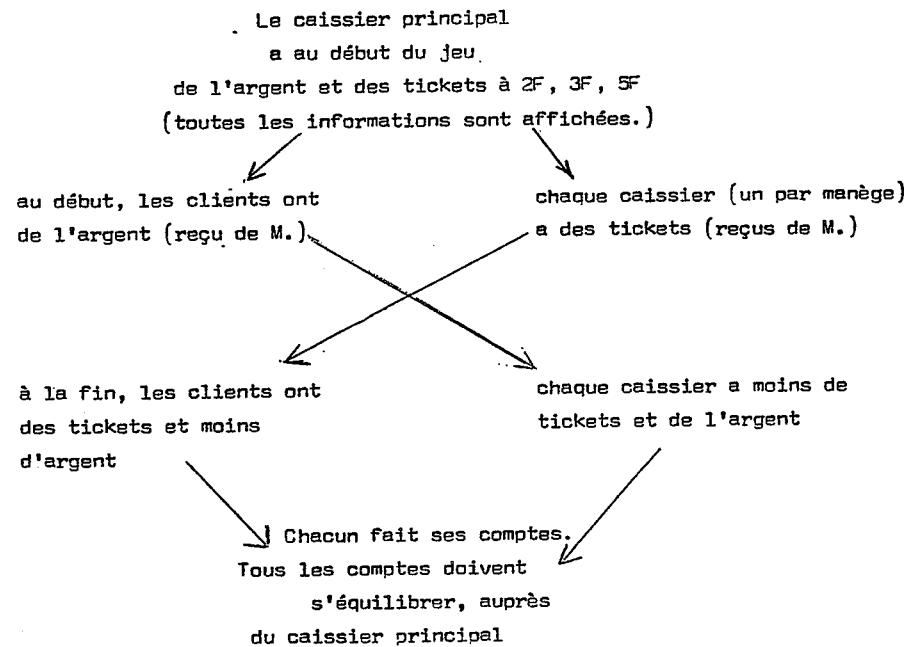 Le caissier principal
a au début du jeu
de l'argent et des tickets à 2F, 3F, 5F
(toutes les informations sont affichées.)
au début, les clients ont
de l'argent (reçu de M.)
chaque caissier (un par manège)
a des tickets (reçus de M.)
à la fin, les clients ont
des tickets et moins
d'argent
chaque caissier a moins de
tickets et de l'argent
Chacun fait ses comptes.
Tous les comptes doivent
s'équilibrer, auprès
du caissier principal